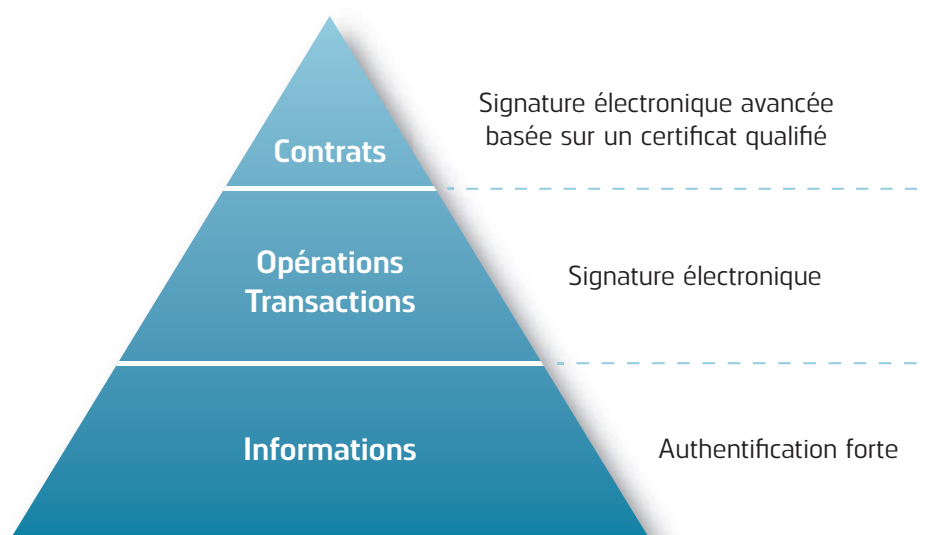 Signature électronique avancée
basée sur un certificat qualifié
Contrats
Opérations
Transactions
Signature électronique
Informations
Authentification forte